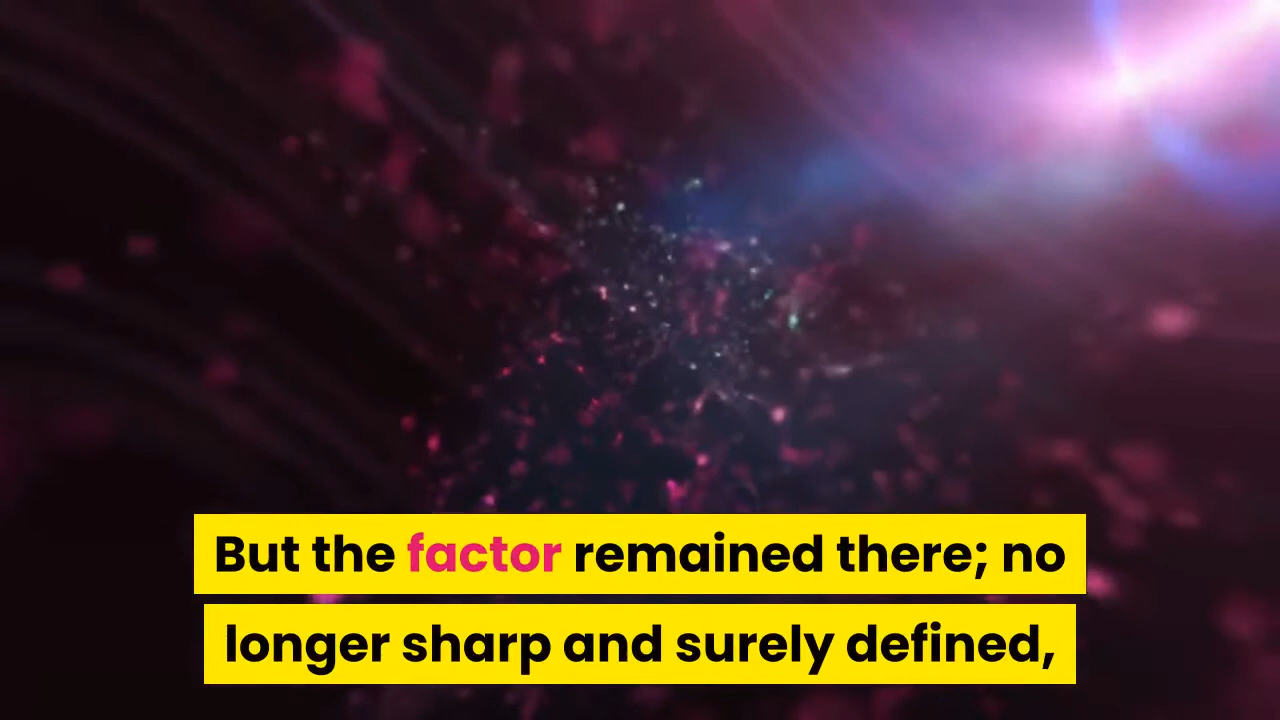 But the factor remained there; no
longer sharp and surely defined,